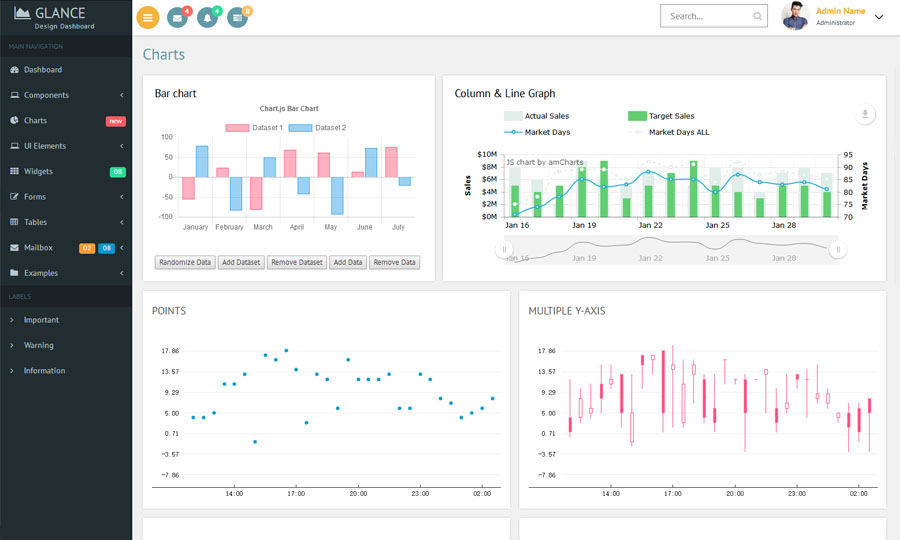 GLANCE
Design Dashboard
4
4
8
Search...
Admin Name
Administrator
MAIN NAVIGATION
Dashboard
Components
Charts new
UI Elements
Widgets 08
Forms
Tables
Mailbox 02 08
Examples
LABELS
Important
Warning
Information
Charts
Bar chart
Chart.js Bar Chart
Dataset 1 Dataset 2
100
50
0
-50
-100
January February March April May June July
Randomize Data Add Dataset Remove Dataset Add Data Remove Data
Column & Line Graph
Actual Sales Target Sales
Market Days Market Days ALL
JS chart by amCharts
Sales
$10M
$8M
$6M
$4M
$2M
$0M
95
90
85
80
75
70
Market Days
Jan 16 Jan 19 Jan 22 Jan 25 Jan 28
Jan 16 Jan 19 Jan 22 Jan 25 Jan 28
POINTS
17.86
13.57
9.29
5.00
0.71
-3.57
-7.86
14:00 17:00 20:00 23:00 02:00
MULTIPLE Y-AXIS
17.86
13.57
9.29
5.00
0.71
-3.57
-7.86
14:00 17:00 20:00 23:00 02:00